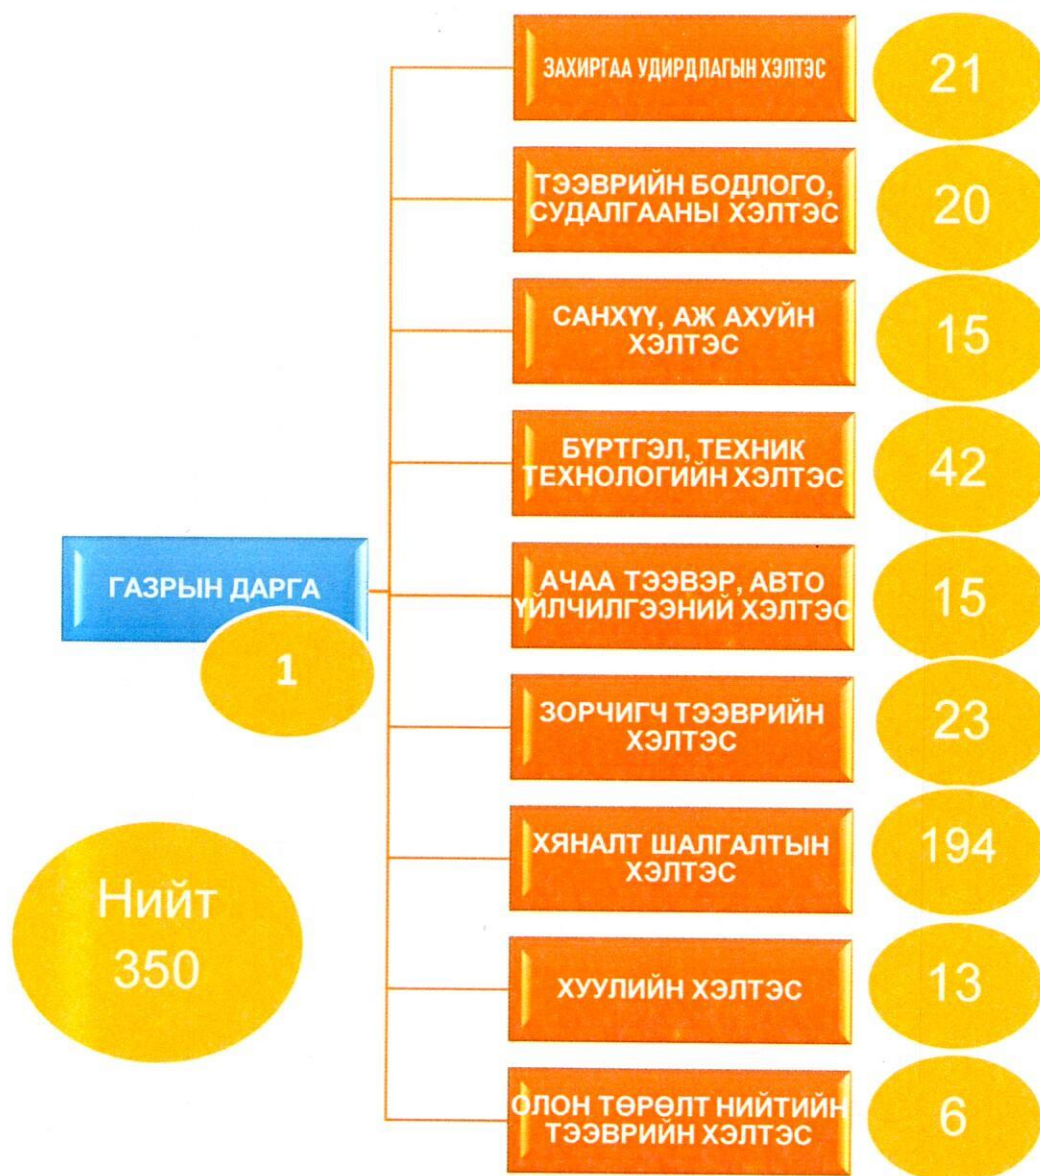 ЗАХИРГАА УДИРДЛАГЫН ХЭЛТЭС
21
ТЭЭВРИЙН БОДЛОГО,
СУДАЛГААНЫ ХЭЛТЭС
20
САНХҮҮ, АЖ АХУЙН
ХЭЛТЭС
15
БҮРТГЭЛ, ТЕХНИК
ТЕХНОЛОГИЙН ХЭЛТЭС
42
ГАЗРЫН ДАРГА
1
АЧАА ТЭЭВЭР, АВТО
ҮЙЛЧИЛГЭЭНИЙ ХЭЛТЭС
15
ЗОРЧИГЧ ТЭЭВРИЙН
ХЭЛТЭС
23
ХЯНАЛТ ШАЛГАЛТЫН
ХЭЛТЭС
194
Нийт
350
ХУУЛИЙН ХЭЛТЭС
13
ОЛОН ТӨРӨЛТ НИЙТИЙН
ТЭЭВРИЙН ХЭЛТЭС
6